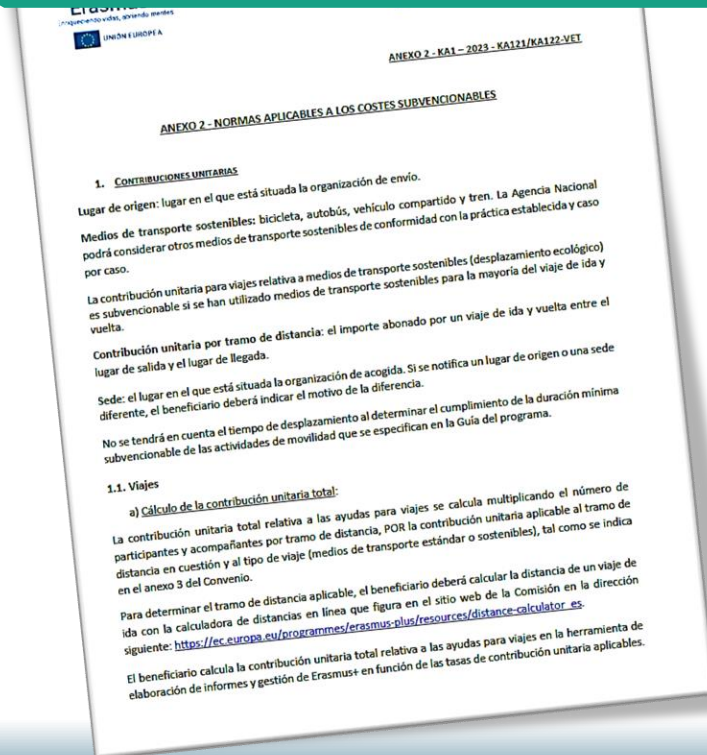 Enriqueciendo vidas, abriendo mentes
UNIÓN EUROPEA
ANEXO 2 - KA1 – 2023 - KA121/KA122-VET
ANEXO 2 - NORMAS APLICABLES A LOS COSTES SUBVENCIONABLES
1. CONTRIBUCIONES UNITARIAS
Lugar de origen: lugar en el que está situada la organización de envío.
Medios de transporte sostenibles: bicicleta, autobús, vehículo compartido y tren. La Agencia Nacional
podrá considerar otros medios de transporte sostenibles de conformidad con la práctica establecida y caso
por caso.
La contribución unitaria para viajes relativa a medios de transporte sostenibles (desplazamiento ecológico)
es subvencionable si se han utilizado medios de transporte sostenibles para la mayoría del viaje de ida y
vuelta.
Contribución unitaria por tramo de distancia: el importe abonado por un viaje de ida y vuelta entre el
lugar de salida y el lugar de llegada.
Sede: el lugar en el que está situada la organización de acogida. Si se notifica un lugar de origen o una sede
diferente, el beneficiario deberá indicar el motivo de la diferencia.
No se tendrá en cuenta el tiempo de desplazamiento al determinar el cumplimiento de la duración mínima
subvencionable de las actividades de movilidad que se especifican en la Guía del programa.
1.1. Viajes
a) Cálculo de la contribución unitaria total:
La contribución unitaria total relativa a las ayudas para viajes se calcula multiplicando el número de
participantes y acompañantes por tramo de distancia, POR la contribución unitaria aplicable al tramo de
distancia en cuestión y al tipo de viaje (medios de transporte estándar o sostenibles), tal como se indica
en el anexo 3 del Convenio.
Para determinar el tramo de distancia aplicable, el beneficiario deberá calcular la distancia de un viaje de
ida con la calculadora de distancias en línea que figura en el sitio web de la Comisión en la dirección
siguiente: https://ec.europa.eu/programmes/erasmus-plus/resources/distance-calculator_es.
El beneficiario calcula la contribución unitaria total relativa a las ayudas para viajes en la herramienta de
elaboración de informes y gestión de Erasmus+ en función de las tasas de contribución unitaria aplicables.